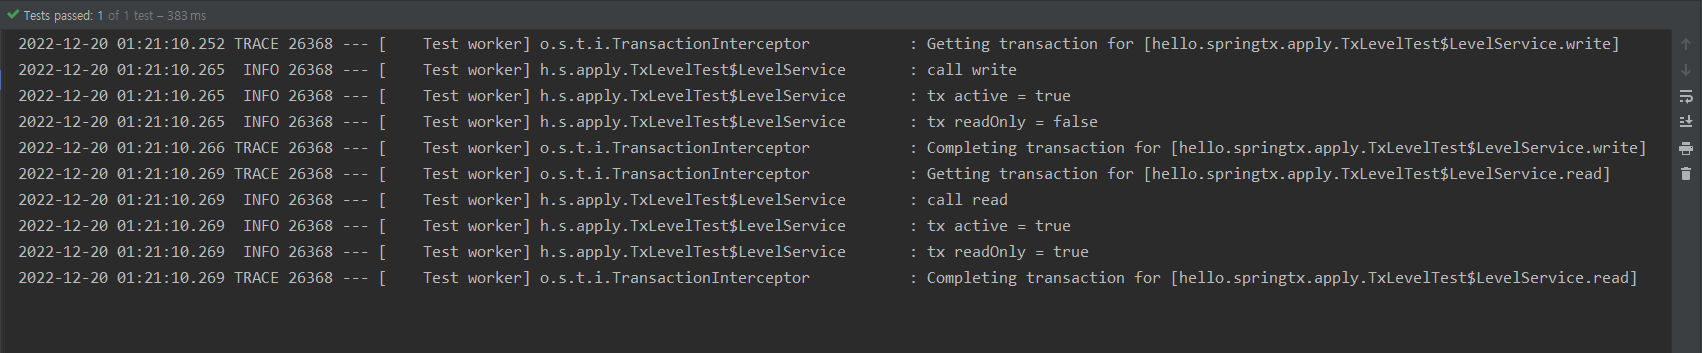 Tests passed: 1 of 1 test – 383 ms
2022-12-20 01:21:10.252 TRACE 26368 --- [    Test worker] o.s.t.i.TransactionInterceptor           : Getting transaction for [hello.springtx.apply.TxLevelTest$LevelService.write]
2022-12-20 01:21:10.265  INFO 26368 --- [    Test worker] h.s.apply.TxLevelTest$LevelService       : call write
2022-12-20 01:21:10.265  INFO 26368 --- [    Test worker] h.s.apply.TxLevelTest$LevelService       : tx active = true
2022-12-20 01:21:10.265  INFO 26368 --- [    Test worker] h.s.apply.TxLevelTest$LevelService       : tx readOnly = false
2022-12-20 01:21:10.266 TRACE 26368 --- [    Test worker] o.s.t.i.TransactionInterceptor           : Completing transaction for [hello.springtx.apply.TxLevelTest$LevelService.write]
2022-12-20 01:21:10.269 TRACE 26368 --- [    Test worker] o.s.t.i.TransactionInterceptor           : Getting transaction for [hello.springtx.apply.TxLevelTest$LevelService.read]
2022-12-20 01:21:10.269  INFO 26368 --- [    Test worker] h.s.apply.TxLevelTest$LevelService       : call read
2022-12-20 01:21:10.269  INFO 26368 --- [    Test worker] h.s.apply.TxLevelTest$LevelService       : tx active = true
2022-12-20 01:21:10.269  INFO 26368 --- [    Test worker] h.s.apply.TxLevelTest$LevelService       : tx readOnly = true
2022-12-20 01:21:10.269 TRACE 26368 --- [    Test worker] o.s.t.i.TransactionInterceptor           : Completing transaction for [hello.springtx.apply.TxLevelTest$LevelService.read]